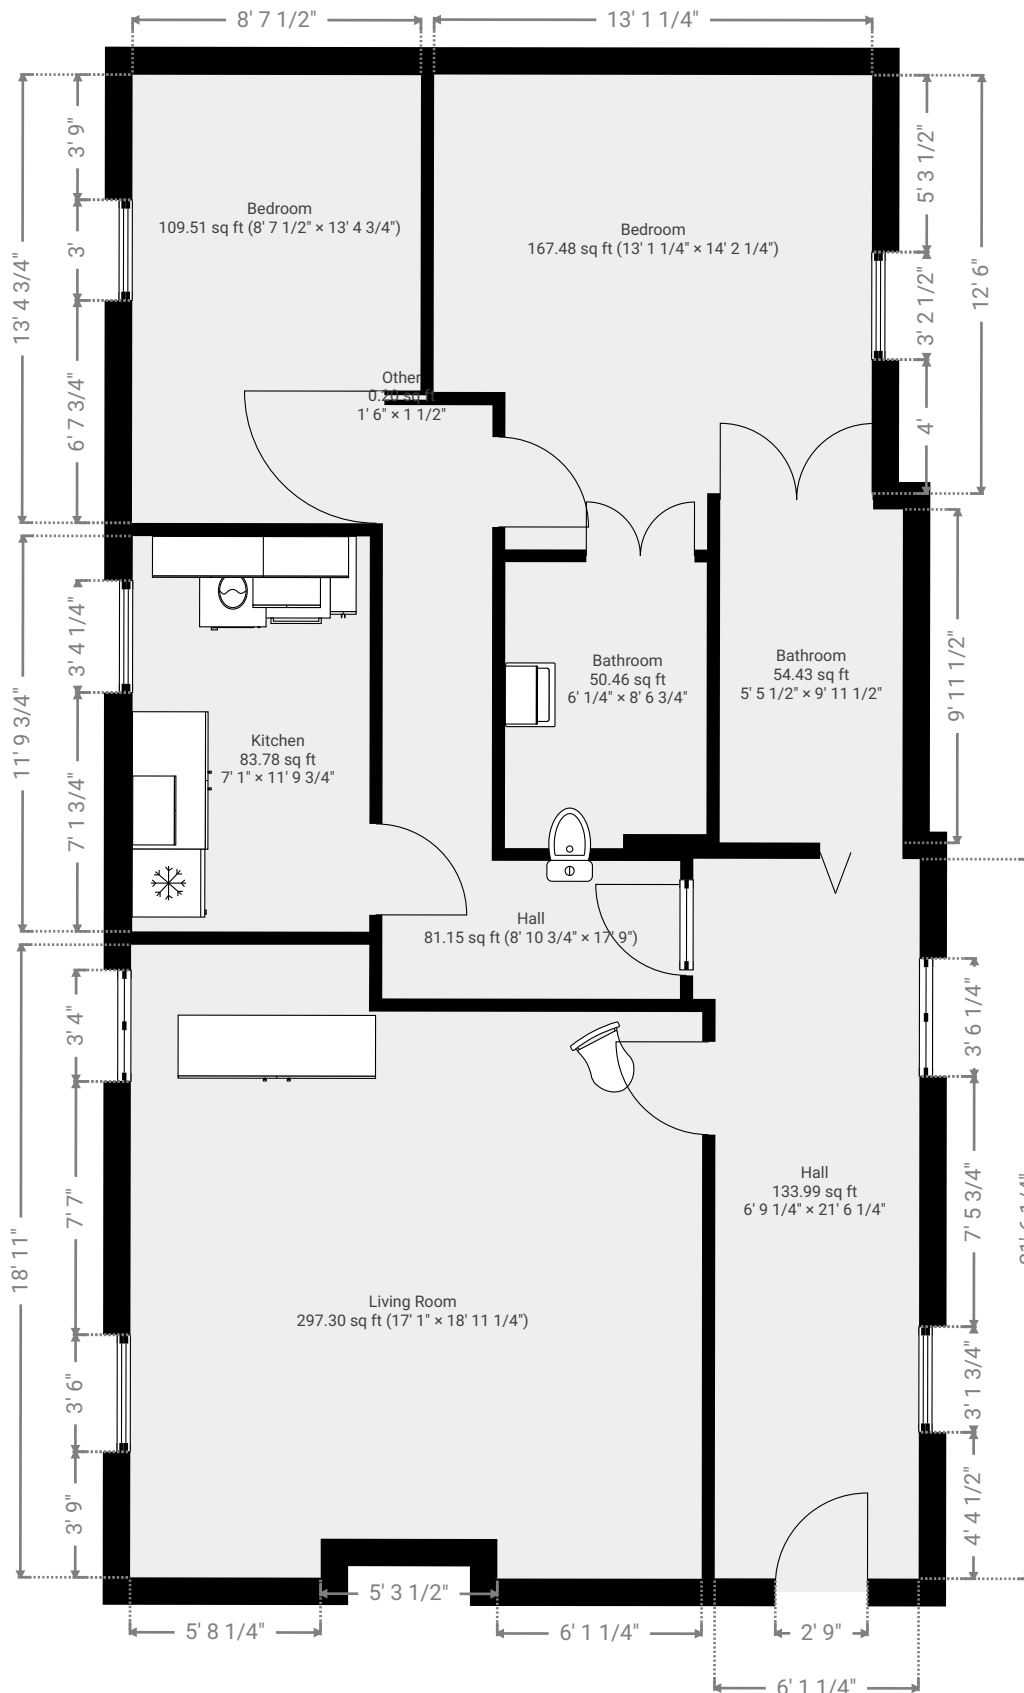 8' 7 1/2"
13' 1 1/4"
3' 9"
3'
6' 7 3/4"
13' 4 3/4"
5' 3 1/2"
3' 2 1/2"
4'
12' 6"
Bedroom
109.51 sq ft (8' 7 1/2" × 13' 4 3/4")
Bedroom
167.48 sq ft (13' 1 1/4" × 14' 2 1/4")
Other
0.20 sq ft
1' 6" × 1 1/2"
3' 4 1/4"
7' 1 3/4"
11' 9 3/4"
Kitchen
83.78 sq ft
7' 1" × 11' 9 3/4"
Bathroom
50.46 sq ft
6' 1/4" × 8' 6 3/4"
Bathroom
54.43 sq ft
5' 5 1/2" × 9' 11 1/2"
9' 11 1/2"
Hall
81.15 sq ft (8' 10 3/4" × 17' 9")
3' 4"
7' 7"
3' 6"
3' 9"
18' 11"
3' 6 1/4"
7' 5 3/4"
3' 1 3/4"
4' 4 1/2"
Hall
133.99 sq ft
6' 9 1/4" × 21' 6 1/4"
Living Room
297.30 sq ft (17' 1" × 18' 11 1/4")
5' 3 1/2"
5' 8 1/4"
6' 1 1/4"
2' 9"
6' 1 1/4"